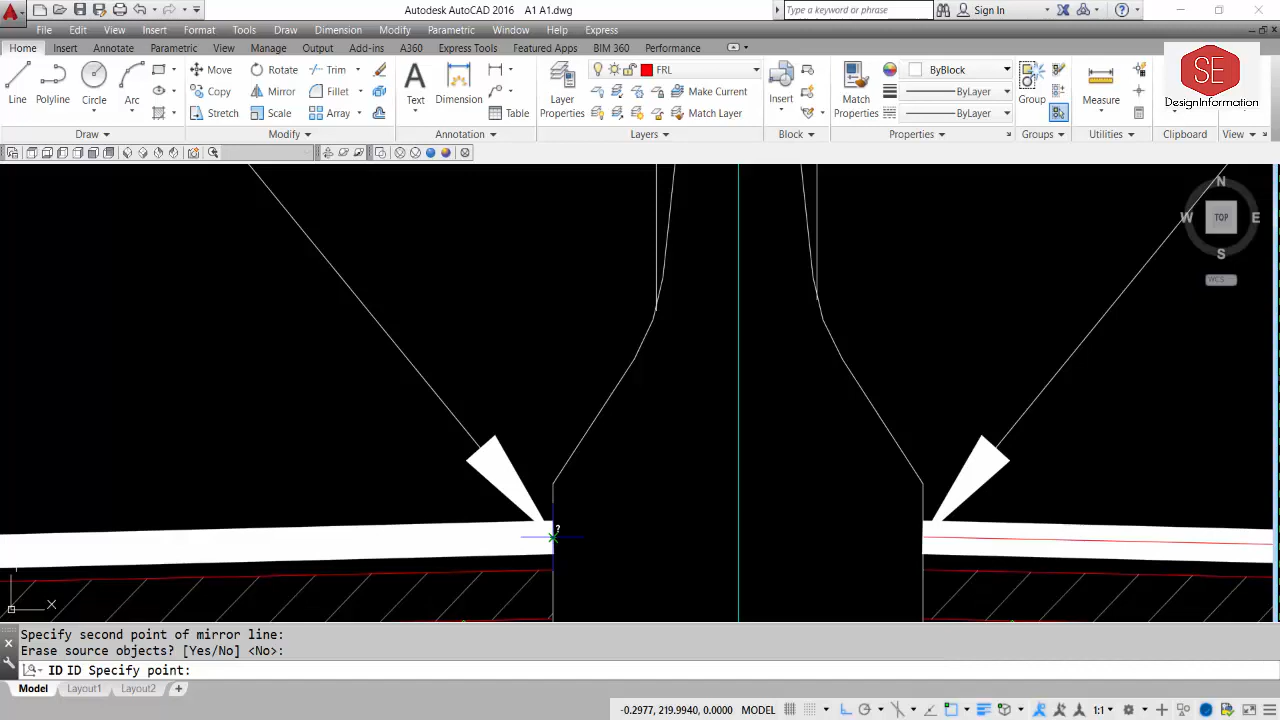 Autodesk AutoCAD 2016 A1 A1.dwg
Type a keyword or phrase
Sign In
File Edit View Insert Format Tools Draw Dimension Modify Parametric Window Help Express
Home Insert Annotate Parametric View Manage Output Add-ins A360 Express Tools Featured Apps BIM 360 Performance
Line Polyline Circle Arc
Move Rotate Trim
Copy Mirror Fillet
Stretch Scale Array
Text Dimension Table
Layer Properties
FRL
Make Current
Match Layer
Insert
Match Properties
ByBlock
ByLayer
ByLayer
Group
Measure
SE
DesignInformation
Draw Modify Annotation Layers Block Properties Groups Utilities Clipboard View
N
W TOP E
S
WCS
?
X
Specify second point of mirror line:
Erase source objects? [Yes/No] <No>:
ID ID Specify point:
Model Layout1 Layout2 +
-0.2977, 219.9940, 0.0000 MODEL 1:1